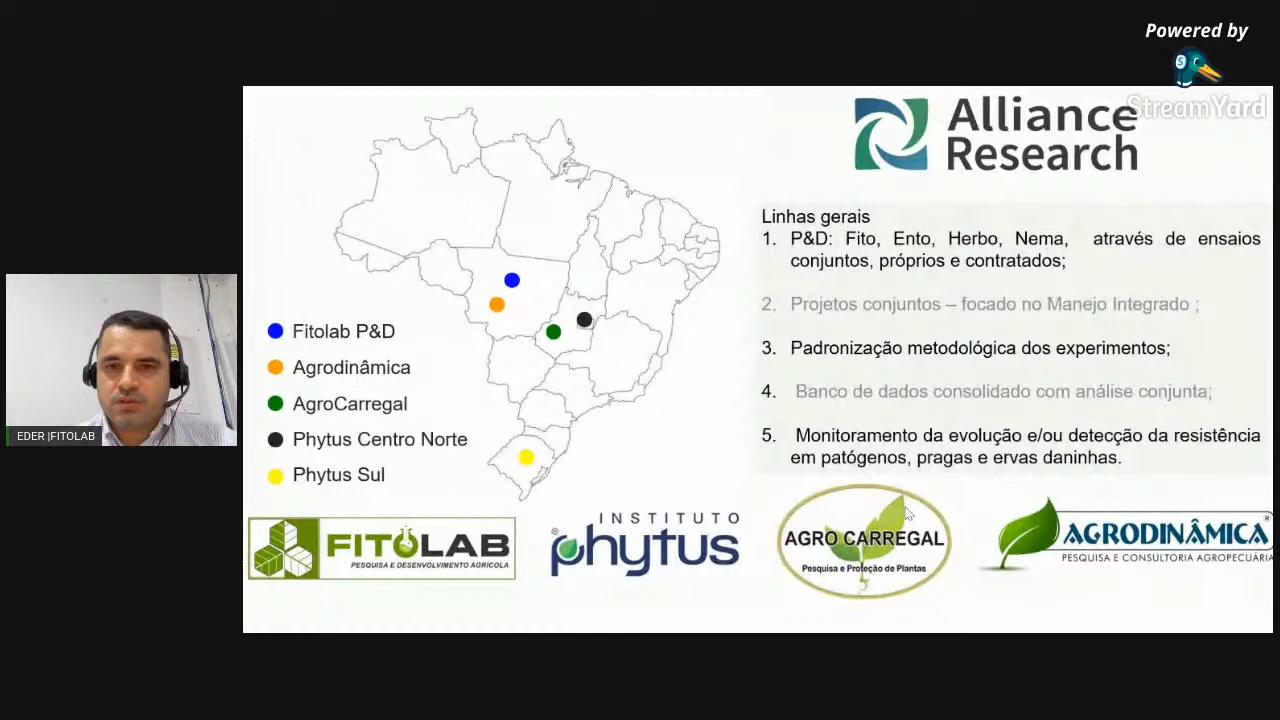 Powered by
StreamYard
Alliance
Research
Linhas gerais
1. P&D: Fito, Ento, Herbo, Nema, através de ensaios
conjuntos, próprios e contratados;
2. Projetos conjuntos – focado no Manejo Integrado ;
3. Padronização metodológica dos experimentos;
4. Banco de dados consolidado com análise conjunta;
5. Monitoramento da evolução e/ou detecção da resistência
em patógenos, pragas e ervas daninhas.
Fitolab P&D
Agrodinâmica
AgroCarregal
Phytus Centro Norte
Phytus Sul
EDER |FITOLAB
FITOLAB
PESQUISA E DESENVOLVIMENTO AGRÍCOLA
INSTITUTO
phytus
AGRO CARREGAL
Pesquisa e Proteção de Plantas
AGRODINÂMICA
PESQUISA E CONSULTORIA AGROPECUÁRIA